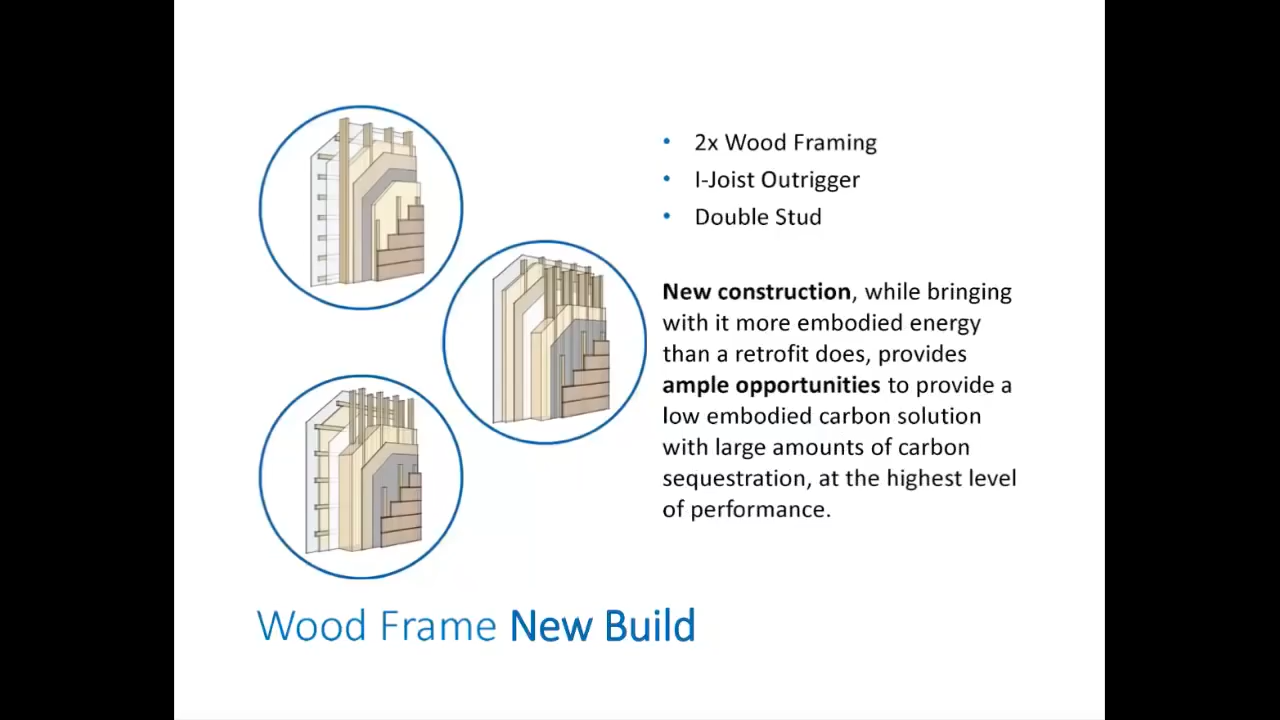 • 2x Wood Framing
• I-Joist Outrigger
• Double Stud
New construction, while bringing
with it more embodied energy
than a retrofit does, provides
ample opportunities to provide a
low embodied carbon solution
with large amounts of carbon
sequestration, at the highest level
of performance.
Wood Frame New Build